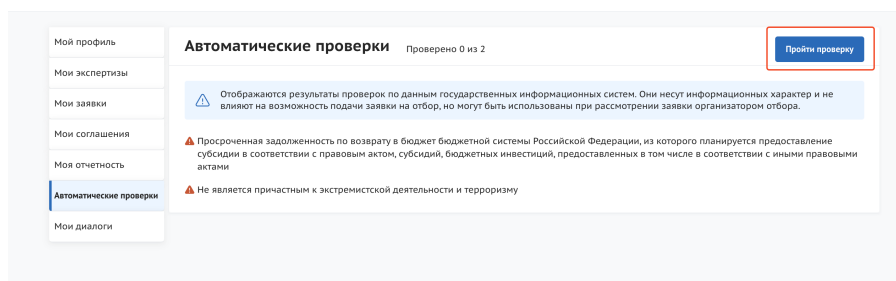 Мой профиль
Мои экспертизы
Мои заявки
Мои соглашения
Моя отчетность
Автоматические проверки
Мои диалоги
Автоматические проверки Проверено 0 из 2
Пройти проверку
Отображаются результаты проверок по данным государственных информационных систем. Они несут информационных характер и не
влияют на возможность подачи заявки на отбор, но могут быть использованы при рассмотрении заявки организатором отбора.
Просроченная задолженность по возврату в бюджет бюджетной системы Российской Федерации, из которого планируется предоставление
субсидии в соответствии с правовым актом, субсидий, бюджетных инвестиций, предоставленных в том числе в соответствии с иными правовыми
актами
Не является причастным к экстремистской деятельности и терроризму